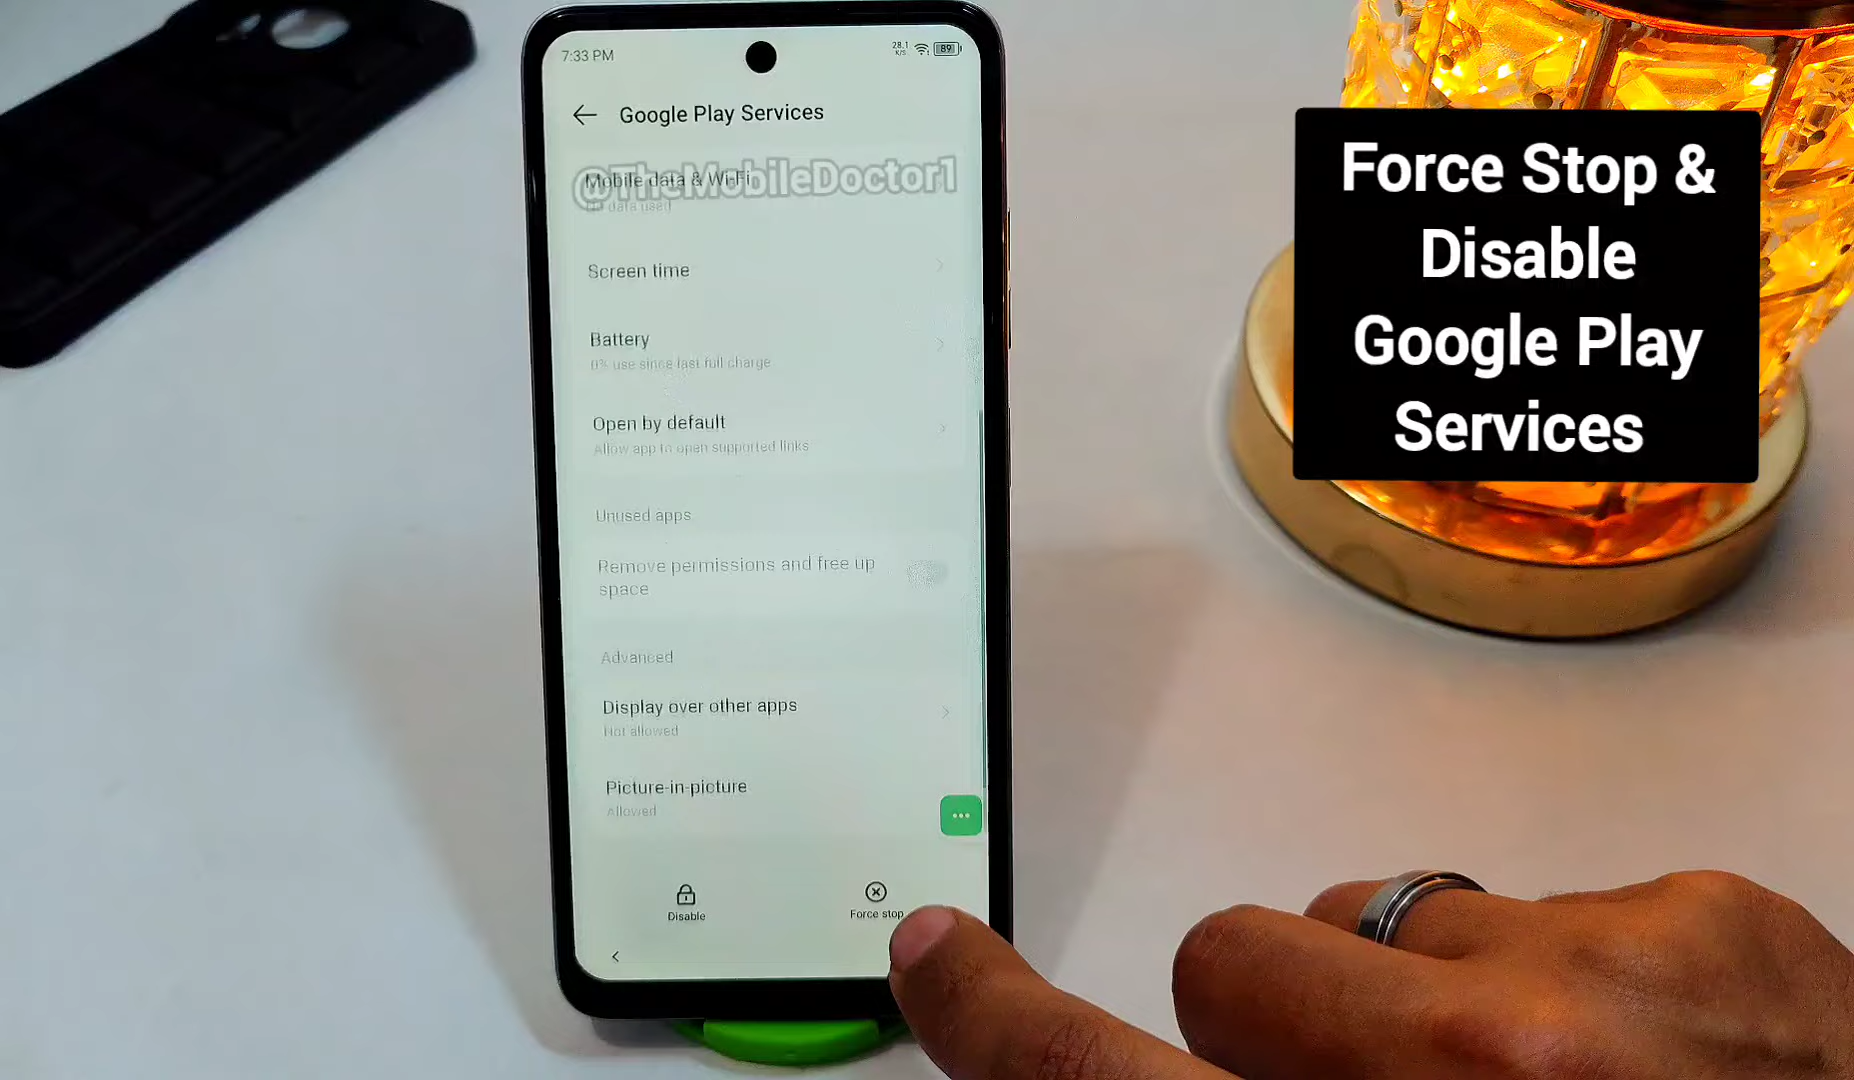 7:33 PM
28.1
K/s
89
Google Play Services
Mobile data & Wi-Fi
@TheMobileDoctor1
data used
Screen time
Battery
0% use since last full charge
Open by default
Allow app to open supported links
Unused apps
Remove permissions and free up
space
Advanced
Display over other apps
Not allowed
Picture-in-picture
Allowed
Disable
Force stop
Force Stop &
Disable
Google Play
Services